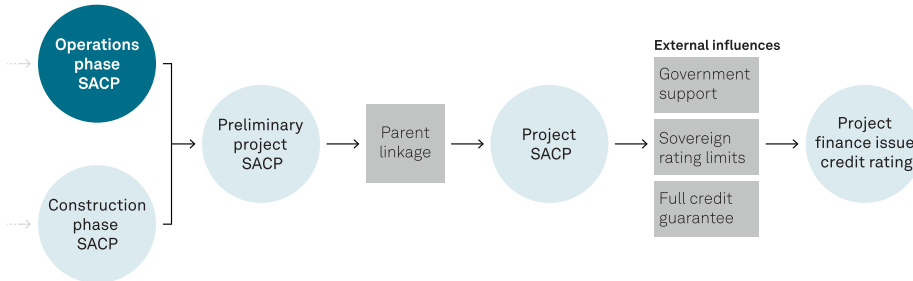 Operations
phase
SACP
Construction
phase
SACP
Preliminary
project
SACP
Parent
linkage
Project
SACP
External influences
Government
support
Sovereign
rating limits
Full credit
guarantee
Project
finance issue
credit rating